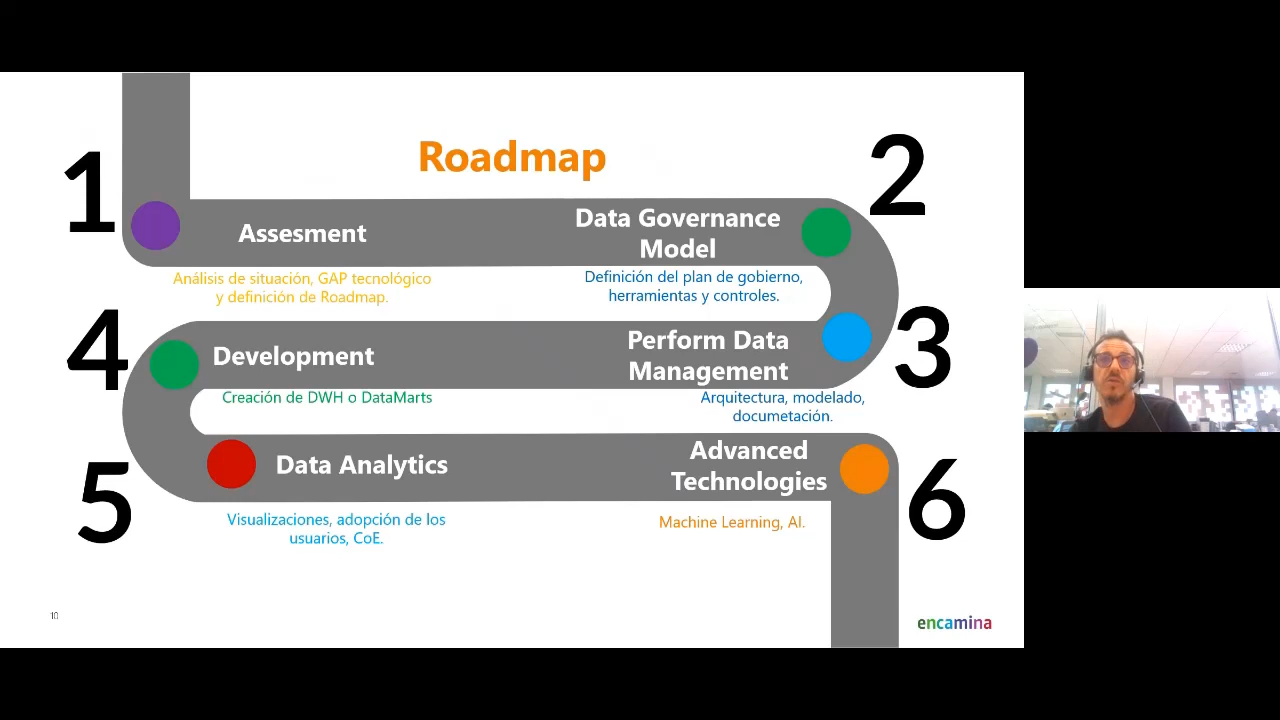 Roadmap
1
Assesment
Análisis de situación, GAP tecnológico
y definición de Roadmap.
2
Data Governance
Model
Definición del plan de gobierno,
herramientas y controles.
3
Perform Data
Management
Arquitectura, modelado,
documetación.
4
Development
Creación de DWH o DataMarts
5
Data Analytics
Visualizaciones, adopción de los
usuarios, CoE.
6
Advanced
Technologies
Machine Learning, AI.
10
encamina